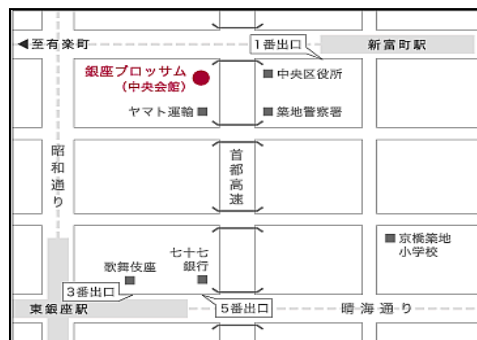 1番出口
◀至有楽町
新富町駅
銀座ブロッサム
(中央会館)
中央区役所
ヤマト運輸
築地警察署
昭和通り
首都高速
京橋築地
小学校
七十七
銀行
歌舞伎座
3番出口
東銀座駅
5番出口
晴海通り